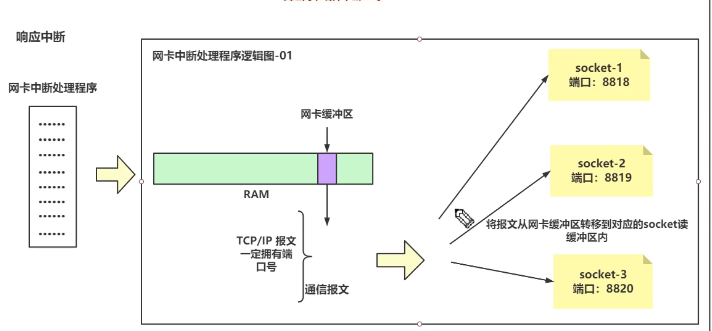 响应中断
网卡中断处理程序
网卡中断处理程序逻辑图-01
网卡缓冲区
RAM
TCP/IP 报文
一定拥有端
口号
通信报文
socket-1
端口：8818
socket-2
端口：8819
将报文从网卡缓冲区转移到对应的socket读
缓冲区内
socket-3
端口：8820